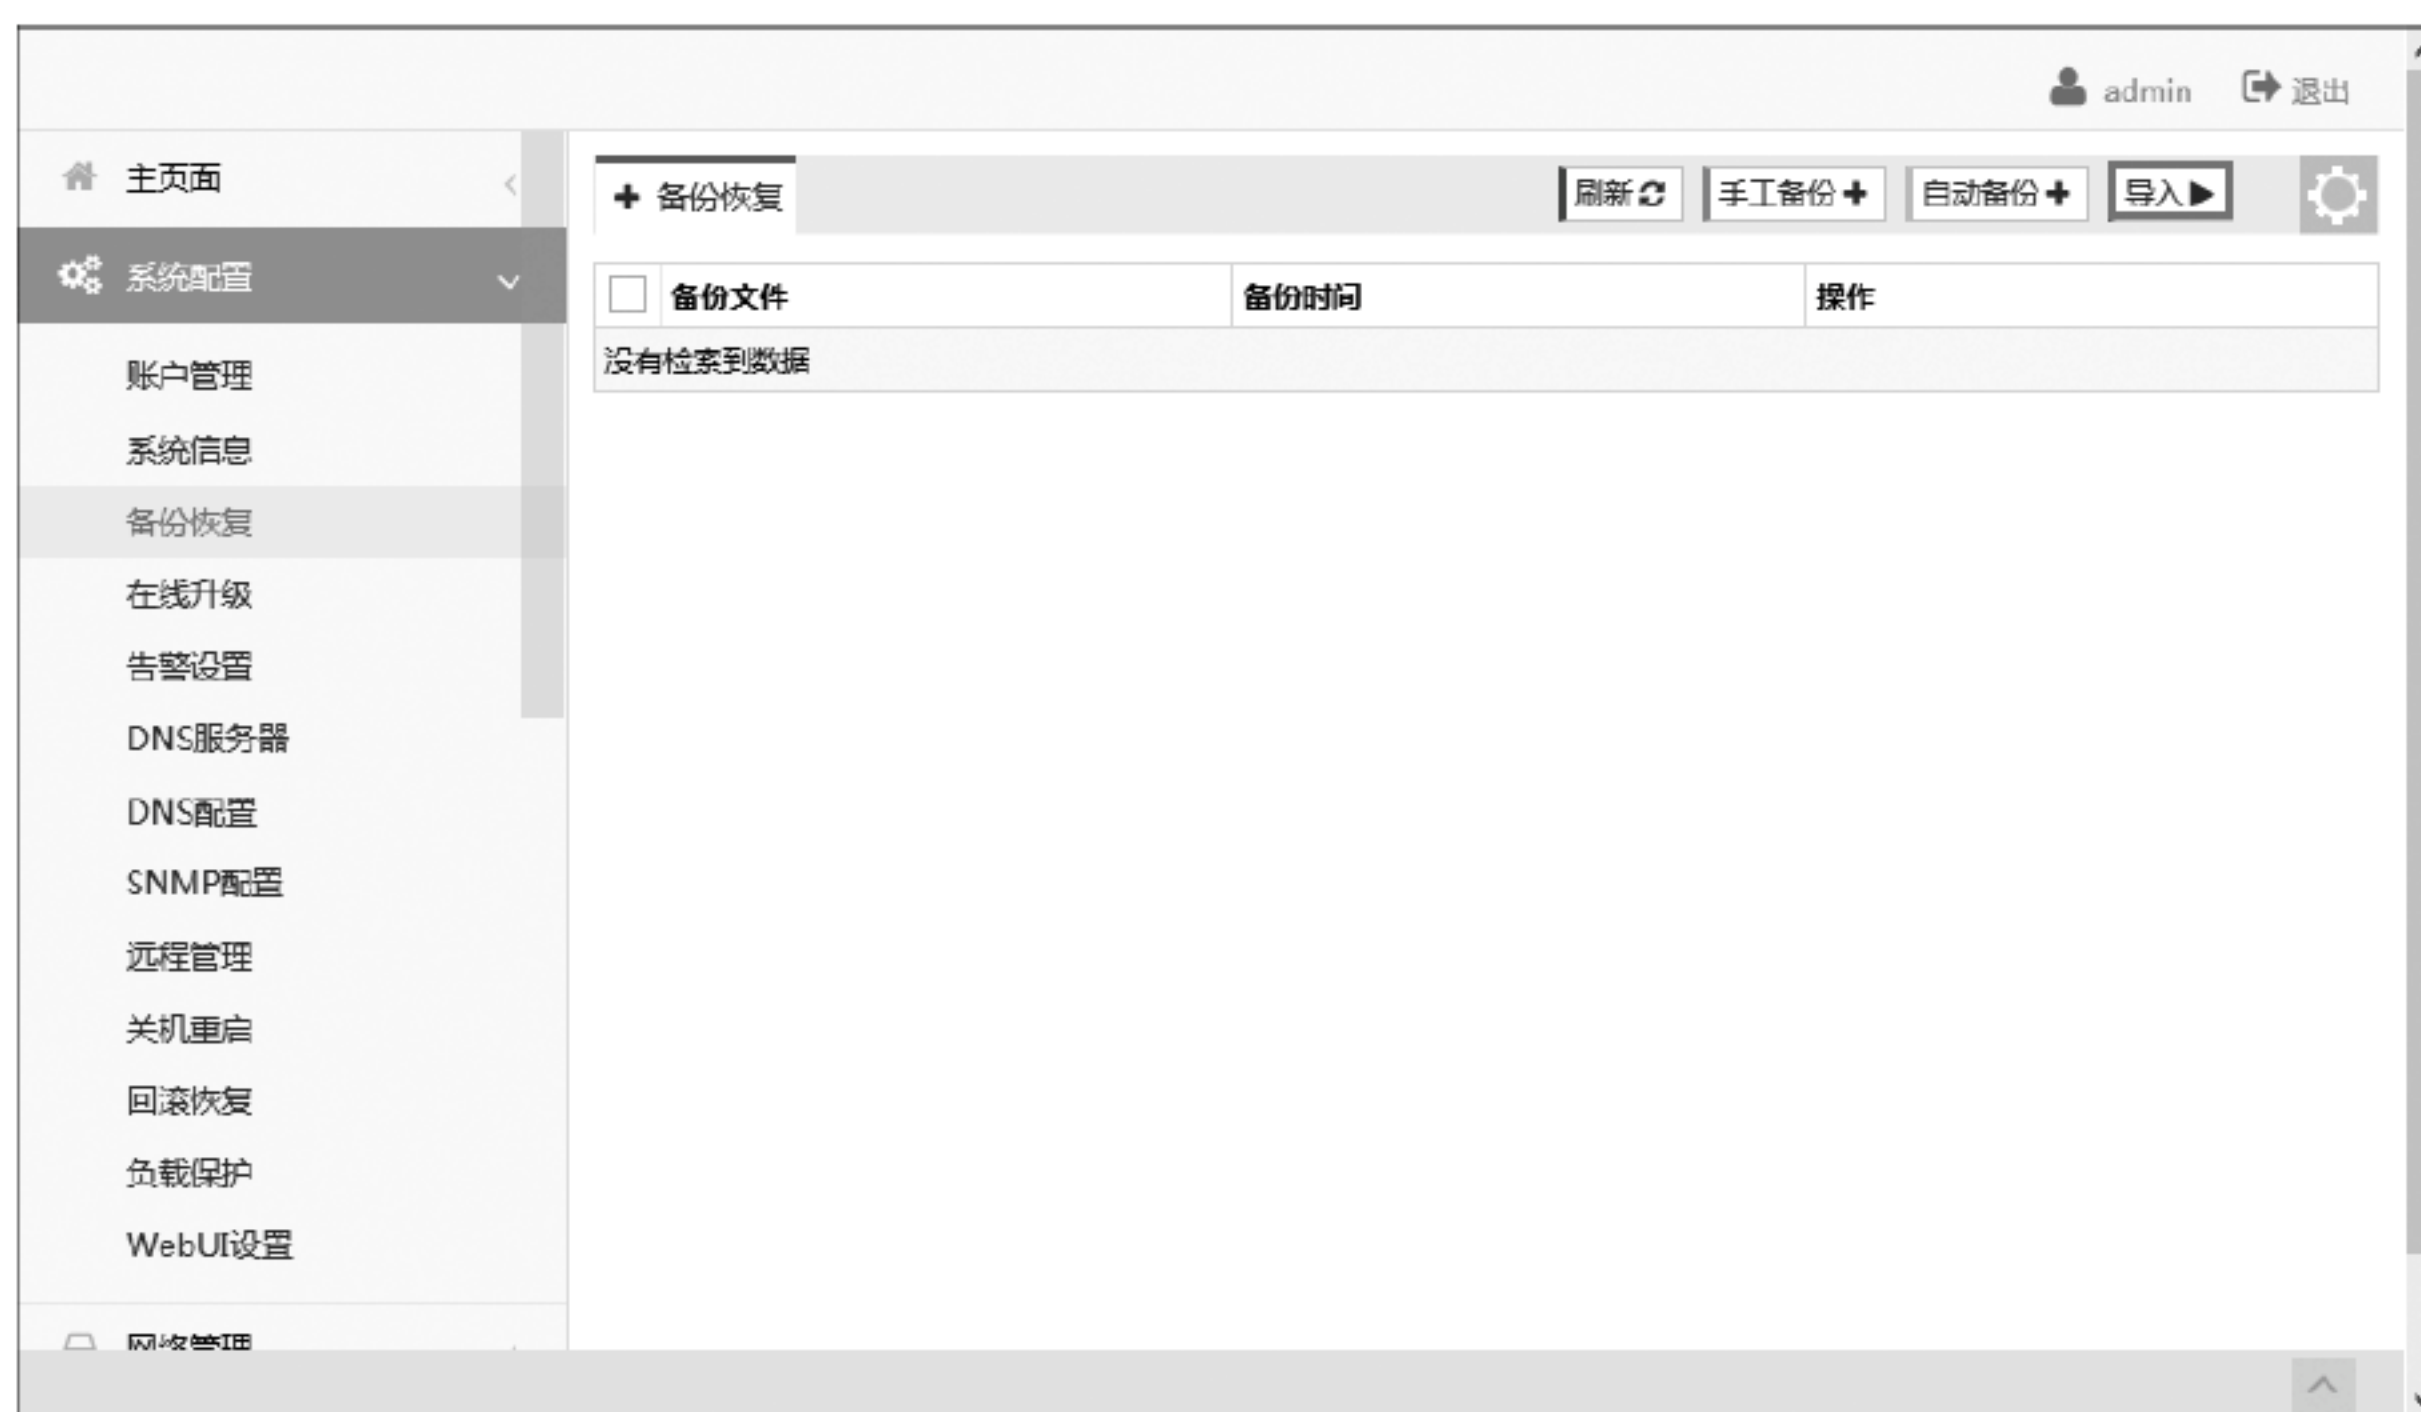 admin 退出
主页面
系统配置
账户管理
系统信息
备份恢复
在线升级
告警设置
DNS服务器
DNS配置
SNMP配置
远程管理
关机重启
回滚恢复
负载保护
WebUI设置
网络管理
备份恢复 刷新 手工备份 自动备份 导入
备份文件 备份时间 操作
没有检索到数据